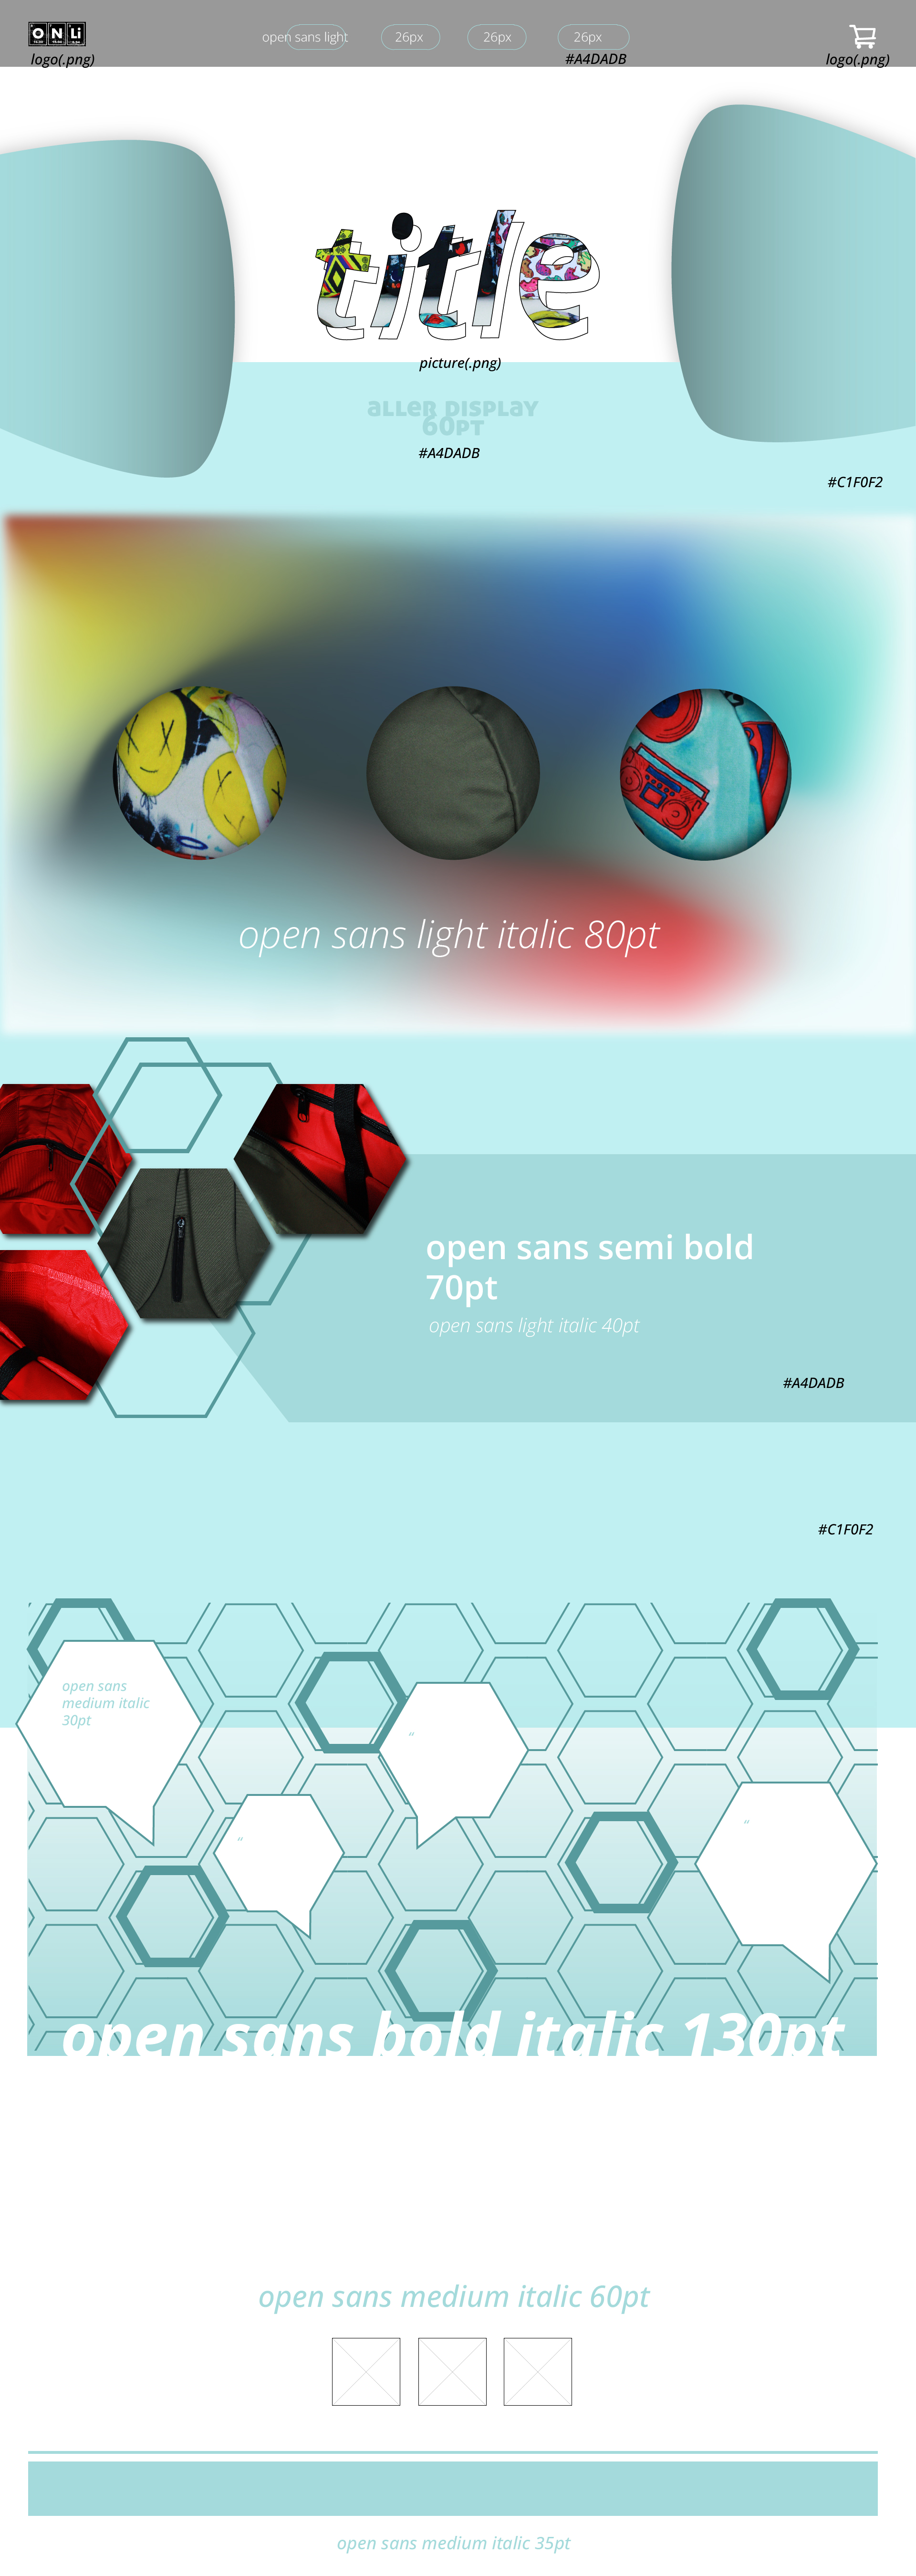 O N Li
open sans light
26px
26px
26px
logo(.png)
#A4DADB
logo(.png)
title
picture(.png)
aller display
60pt
#A4DADB
#C1F0F2
open sans light italic 80pt
open sans semi bold
70pt
open sans light italic 40pt
#A4DADB
#C1F0F2
open sans
medium italic
30pt
"
"
"
open sans bold italic 130pt
open sans medium italic 60pt
open sans medium italic 35pt